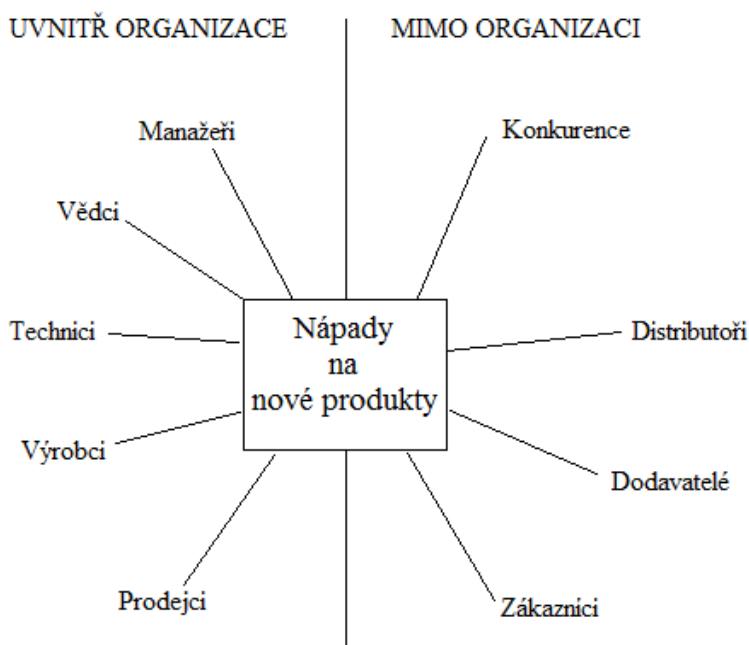 UVNITŘ ORGANIZACE
MIMO ORGANIZACI
Manažeři
Konkurence
Vědci
Technici
Nápady
na
nové produkty
Distributoři
Výrobci
Dodavatelé
Prodejci
Zákazníci